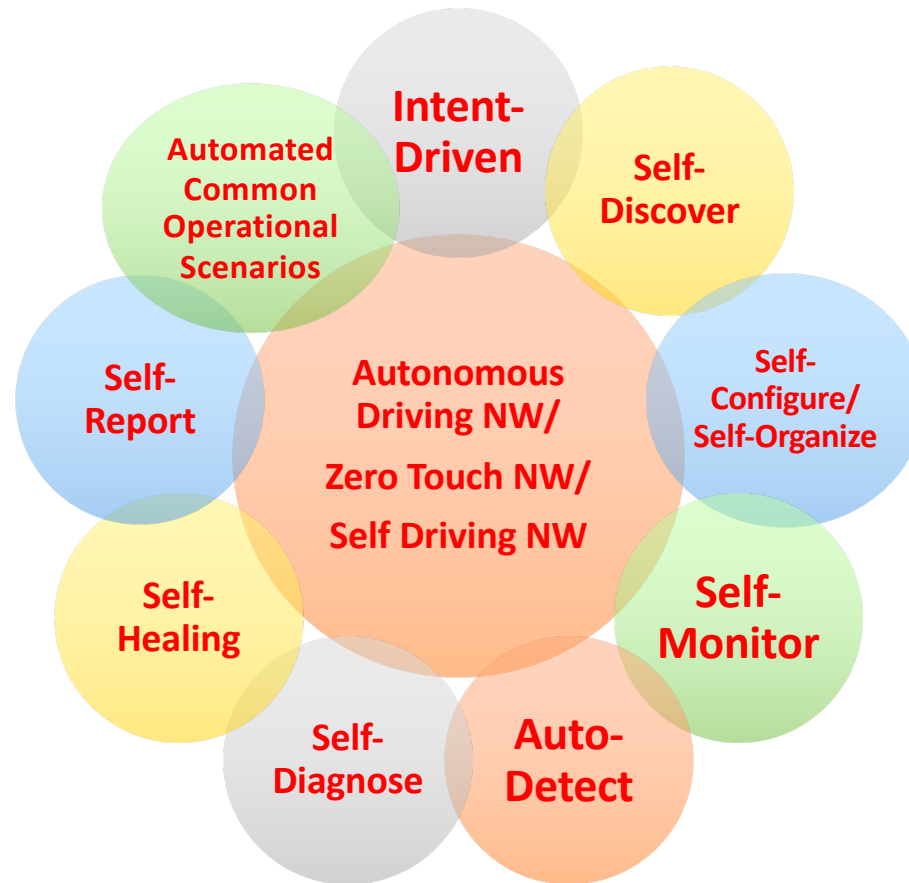 Intent-
Driven
Self-
Discover
Self-
Configure/
Self-Organize
Self-
Monitor
Auto-
Detect
Self-
Diagnose
Self-
Healing
Self-
Report
Automated
Common
Operational
Scenarios
Autonomous
Driving NW/
Zero Touch NW/
Self Driving NW